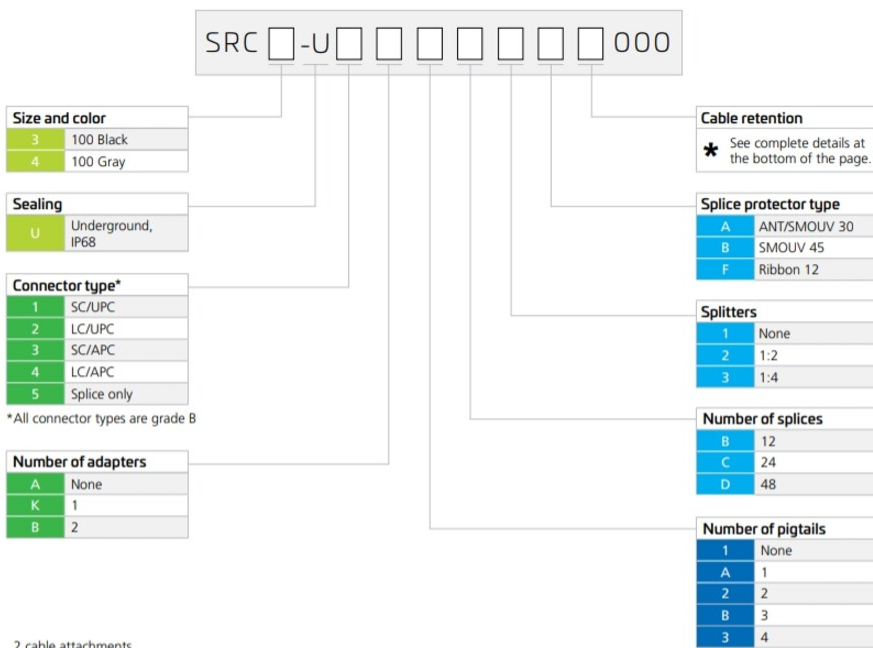 SRC -U 000
Size and color
3 100 Black
4 100 Gray
Sealing
U Underground,
IP68
Connector type*
1 SC/UPC
2 LC/UPC
3 SC/APC
4 LC/APC
5 Splice only
*All connector types are grade B
Number of adapters
A None
K 1
B 2
Cable retention
* See complete details at
the bottom of the page.
Splice protector type
A ANT/SMOUV 30
B SMOUV 45
F Ribbon 12
Splitters
1 None
2 1:2
3 1:4
Number of splices
B 12
C 24
D 48
Number of pigtails
1 None
A 1
2 2
B 3
3 4
2 cable attachments